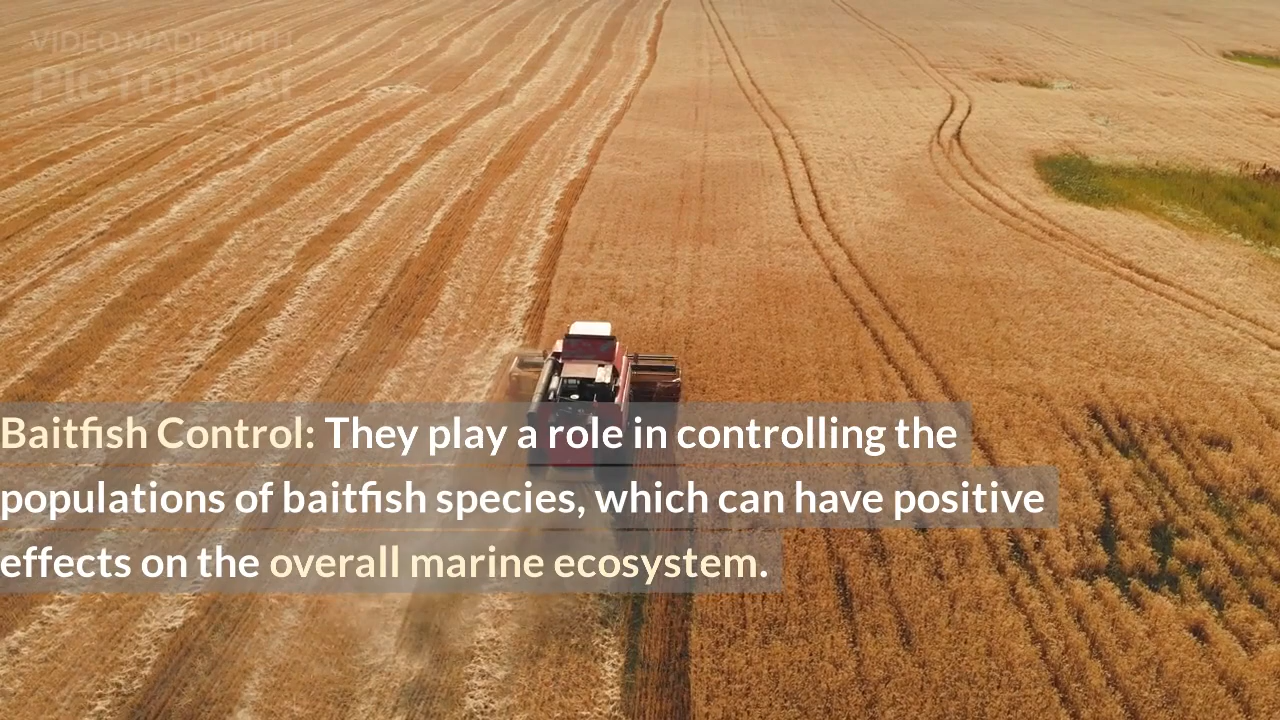 VIDEO MADE WITH
PICTORY.AI
Baitfish Control: They play a role in controlling the
populations of baitfish species, which can have positive
effects on the overall marine ecosystem.